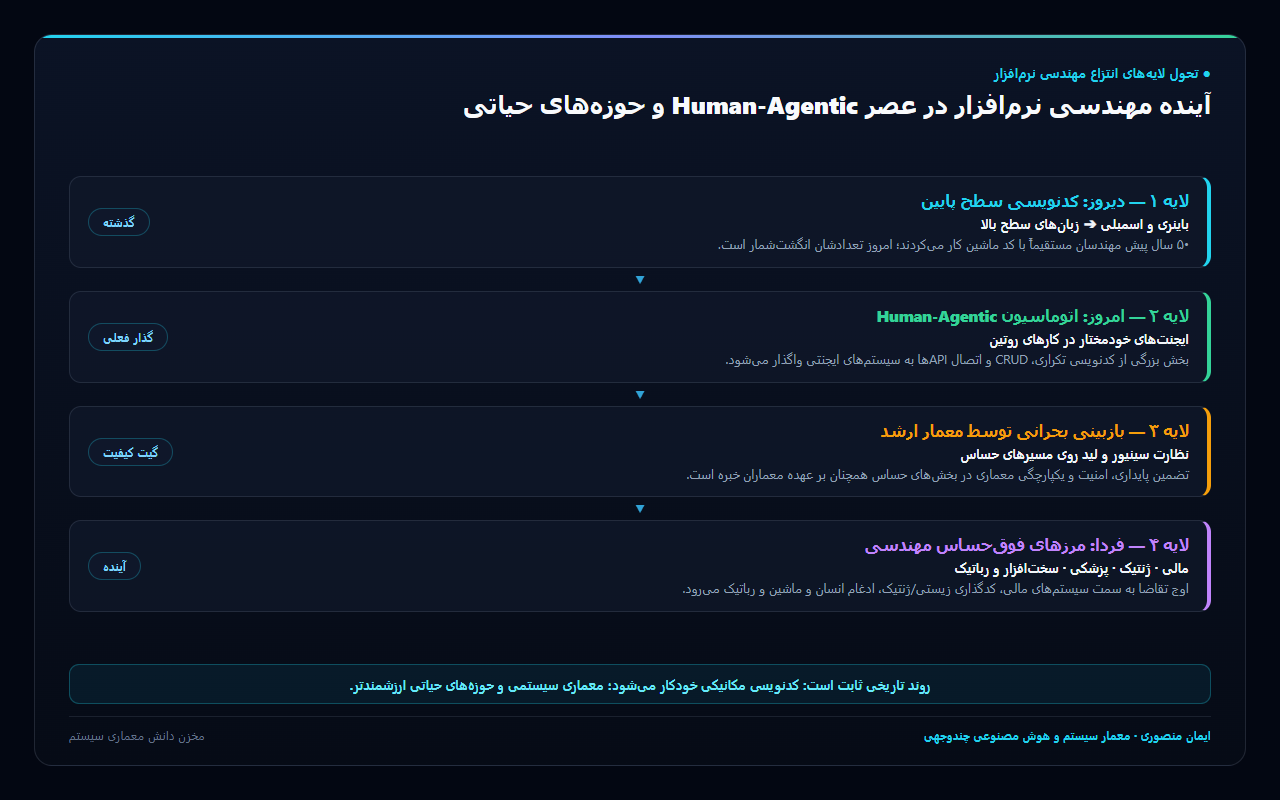 ● تحول لایه‌های انتزاع مهندسی نرم‌افزار
آینده مهندسی نرم‌افزار در عصر Human-Agentic و حوزه‌های حیاتی
لایه ۱ — دیروز: کدنویسی سطح پایین
باینری و اسمبلی ➔ زبان‌های سطح بالا
۵۰ سال پیش مهندسان مستقیماً با کد ماشین کار می‌کردند؛ امروز تعدادشان انگشت‌شمار است.
گذشته
▼
لایه ۲ — امروز: اتوماسیون Human-Agentic
ایجنت‌های خودمختار در کارهای روتین
بخش بزرگی از کدنویسی تکراری، CRUD و اتصال APIها به سیستم‌های ایجنتی واگذار می‌شود.
گذار فعلی
▼
لایه ۳ — بازبینی بحرانی توسط معمار ارشد
نظارت سینیور و لید روی مسیرهای حساس
تضمین پایداری، امنیت و یکپارچگی معماری در بخش‌های حساس همچنان بر عهده معماران خبره است.
گیت کیفیت
▼
لایه ۴ — فردا: مرزهای فوق‌حساس مهندسی
مالی · ژنتیک · پزشکی · سخت‌افزار و رباتیک
اوج تقاضا به سمت سیستم‌های مالی، کدگذاری زیستی/ژنتیک، ادغام انسان و ماشین و رباتیک می‌رود.
آینده
روند تاریخی ثابت است: کدنویسی مکانیکی خودکار می‌شود؛ معماری سیستمی و حوزه‌های حیاتی ارزشمندتر.
ایمان منصوری · معمار سیستم و هوش مصنوعی چندوجهی
مخزن دانش معماری سیستم